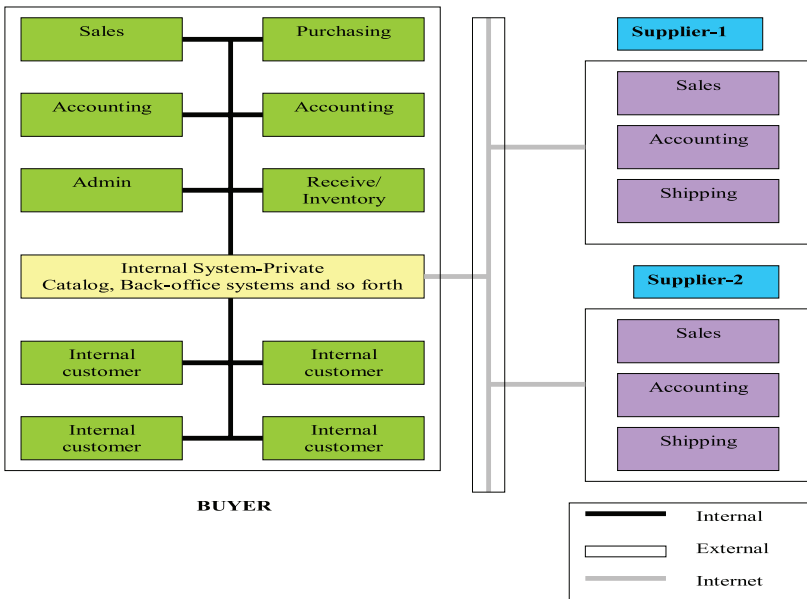 Sales
Purchasing
Accounting
Accounting
Admin
Receive/
Inventory
Internal System-Private
Catalog, Back-office systems and so forth
Internal
customer
Internal
customer
Internal
customer
Internal
customer
BUYER
Supplier-1
Sales
Accounting
Shipping
Supplier-2
Sales
Accounting
Shipping
Internal
External
Internet